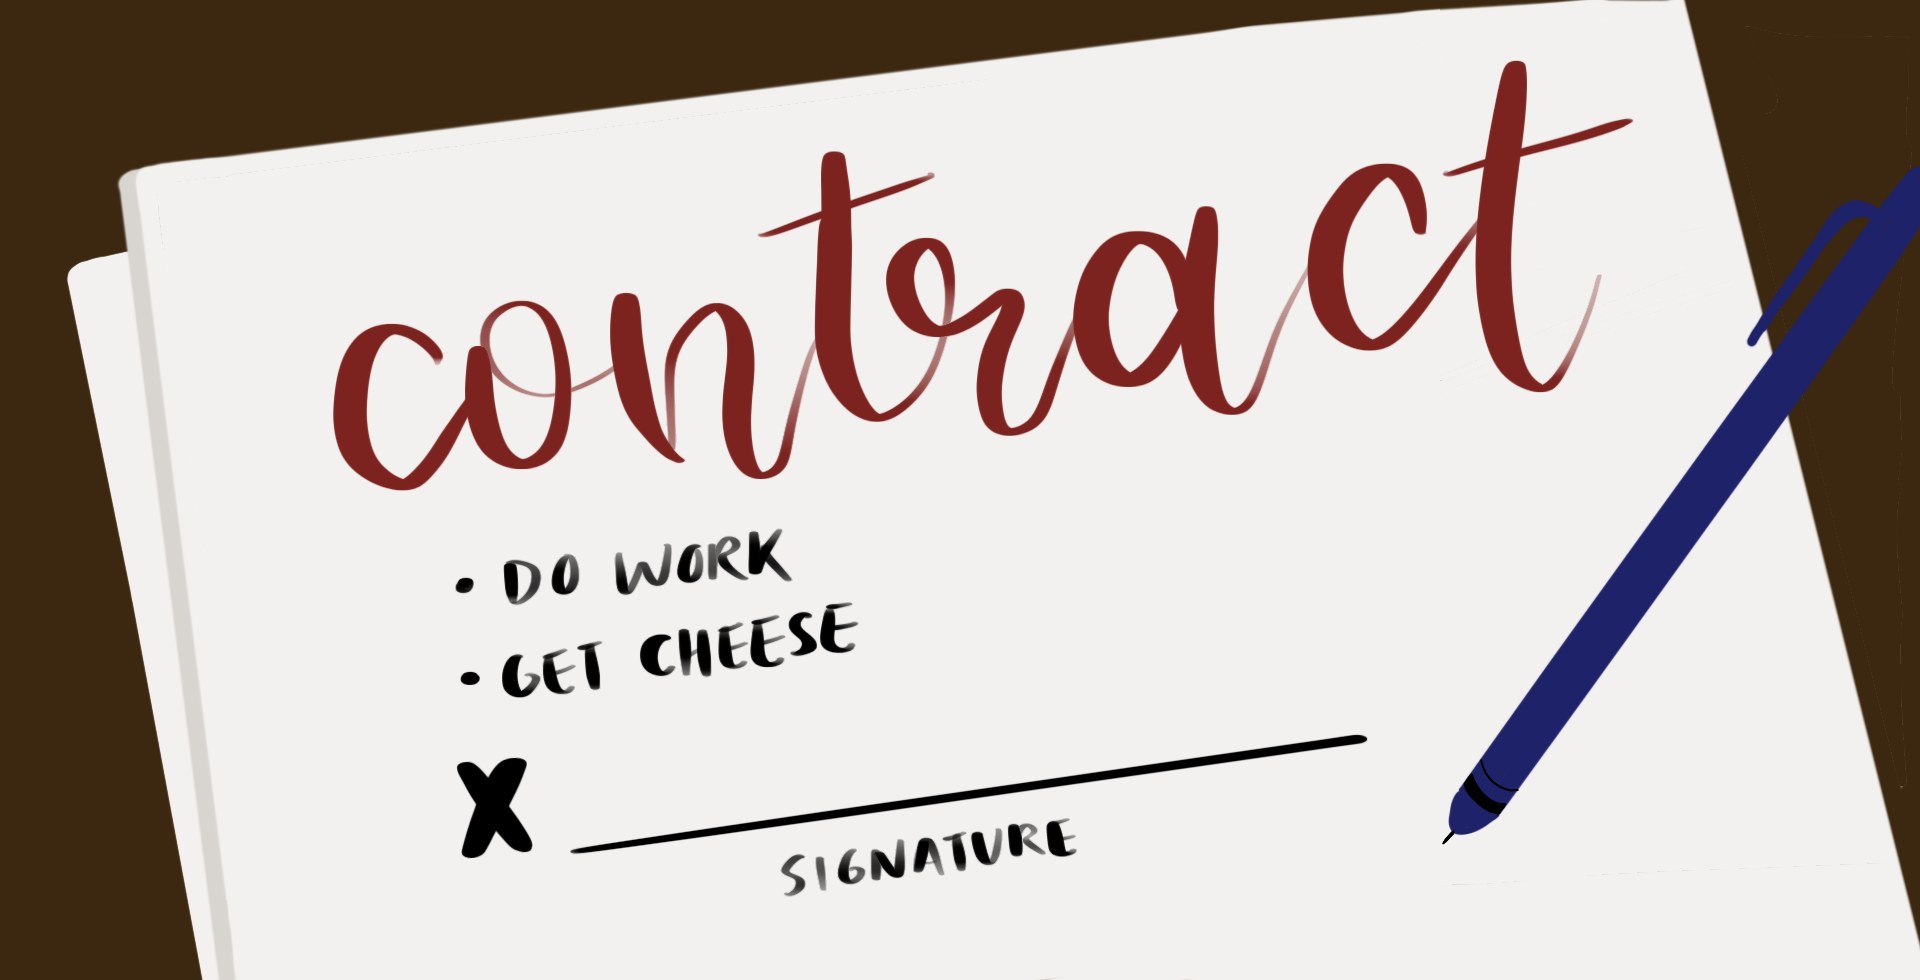 contract
• DO WORK
• GET CHEESE
X
SIGNATURE